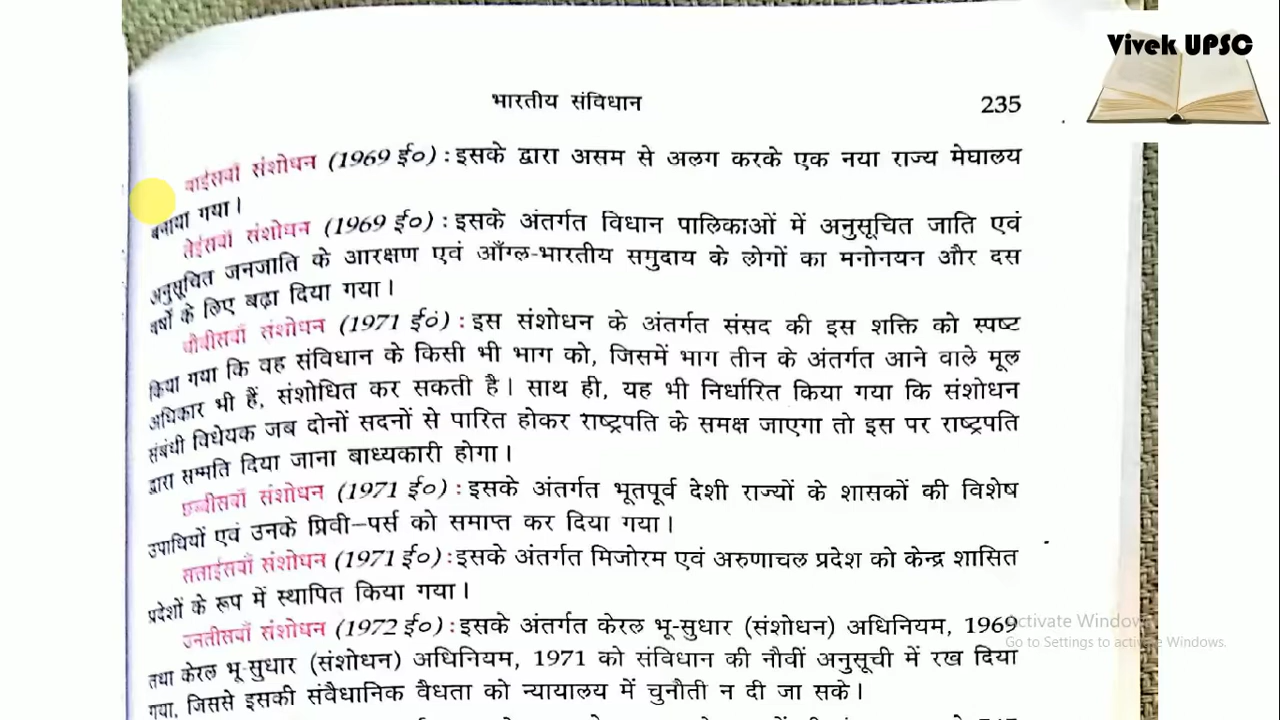 Vivek UPSC
भारतीय संविधान 235
बाईसवाँ संशोधन (1969 ई०) : इसके द्वारा असम से अलग करके एक नया राज्य मेघालय
बनाया गया।
तेईसवाँ संशोधन (1969 ई०) : इसके अंतर्गत विधान पालिकाओं में अनुसूचित जाति एवं
अनुसूचित जनजाति के आरक्षण एवं आँग्ल-भारतीय समुदाय के लोगों का मनोनयन और दस
वर्षों के लिए बढ़ा दिया गया।
चौबीसवाँ संशोधन (1971 ई०) : इस संशोधन के अंतर्गत संसद की इस शक्ति को स्पष्ट
किया गया कि वह संविधान के किसी भी भाग को, जिसमें भाग तीन के अंतर्गत आने वाले मूल
अधिकार भी हैं, संशोधित कर सकती है। साथ ही, यह भी निर्धारित किया गया कि संशोधन
संबंधी विधेयक जब दोनों सदनों से पारित होकर राष्ट्रपति के समक्ष जाएगा तो इस पर राष्ट्रपति
द्वारा सम्मति दिया जाना बाध्यकारी होगा।
छब्बीसवाँ संशोधन (1971 ई०) : इसके अंतर्गत भूतपूर्व देशी राज्यों के शासकों की विशेष
उपाधियों एवं उनके प्रिवी-पर्स को समाप्त कर दिया गया।
सताईसवाँ संशोधन (1971 ई०) : इसके अंतर्गत मिजोरम एवं अरुणाचल प्रदेश को केन्द्र शासित
प्रदेशों के रूप में स्थापित किया गया।
उनतीसवाँ संशोधन (1972 ई०) : इसके अंतर्गत केरल भू-सुधार (संशोधन) अधिनियम, 1969
तथा केरल भू-सुधार (संशोधन) अधिनियम, 1971 को संविधान की नौवीं अनुसूची में रख दिया
गया, जिससे इसकी संवैधानिक वैधता को न्यायालय में चुनौती न दी जा सके।
Activate Windows
Go to Settings to activate Windows.